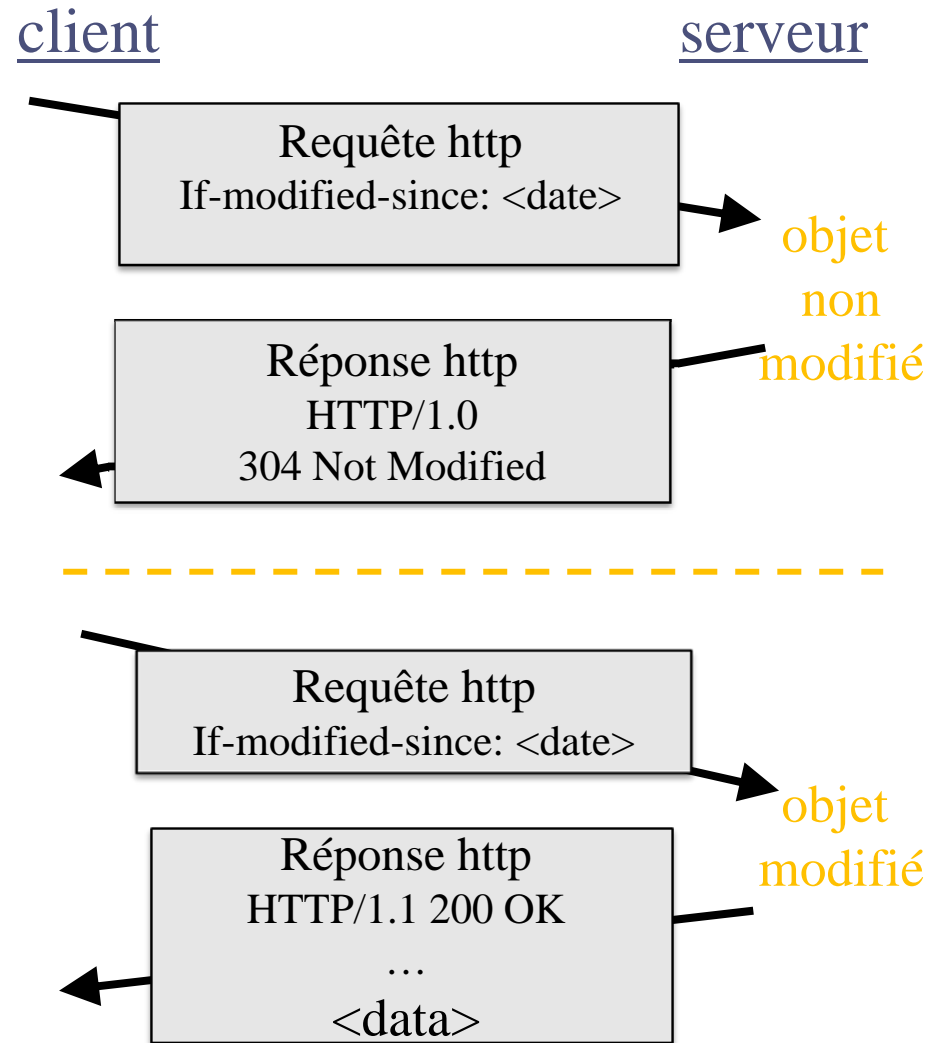 client
serveur
Requête http
If-modified-since: <date>
objet
non
modifié
Réponse http
HTTP/1.0
304 Not Modified
Requête http
If-modified-since: <date>
objet
modifié
Réponse http
HTTP/1.1 200 OK
…
<data>